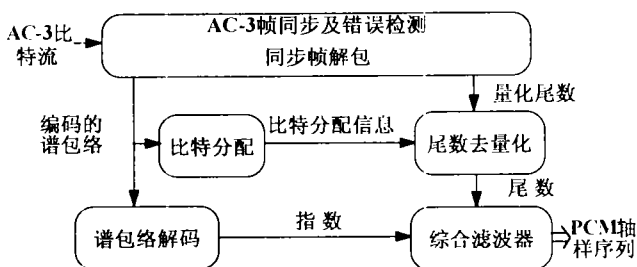 AC-3比
特流
AC-3帧同步及错误检测
同步帧解包
编码的
谱包络
量化尾数
比特分配
比特分配信息
尾数去量化
尾数
谱包络解码
指数
综合滤波器
PCM轴
样序列